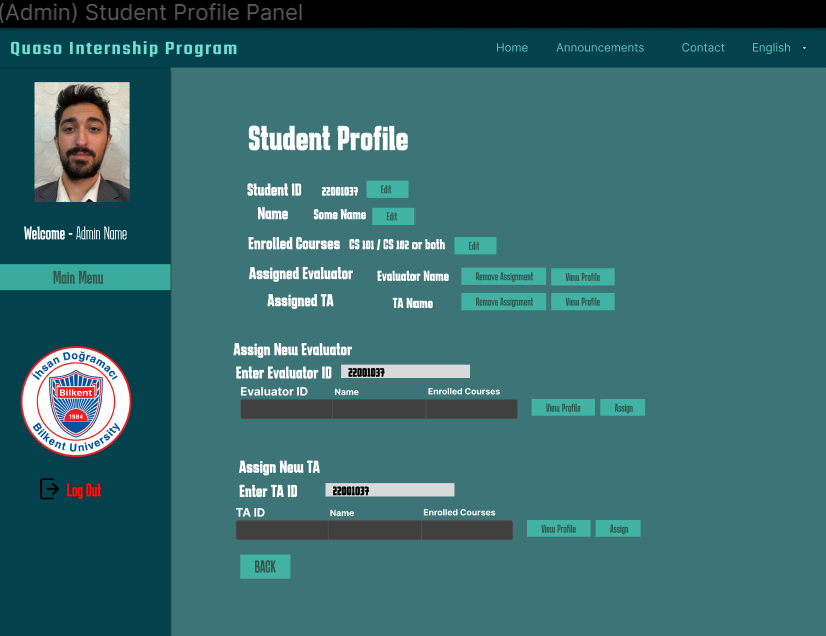 (Admin) Student Profile Panel
Quaso Internship Program
Home Announcements Contact English
Welcome - Admin Name
Main Menu
İhsan Doğramacı
Bilkent
1984
Bilkent University
Log Out
Student Profile
Student ID 22001037 Edit
Name Some Name Edit
Enrolled Courses CS 101 / CS 102 or both Edit
Assigned Evaluator Evaluator Name Remove Assignment View Profile
Assigned TA TA Name Remove Assignment View Profile
Assign New Evaluator
Enter Evaluator ID 22001037
Evaluator ID Name Enrolled Courses
View Profile Assign
Assign New TA
Enter TA ID 22001037
TA ID Name Enrolled Courses
View Profile Assign
BACK